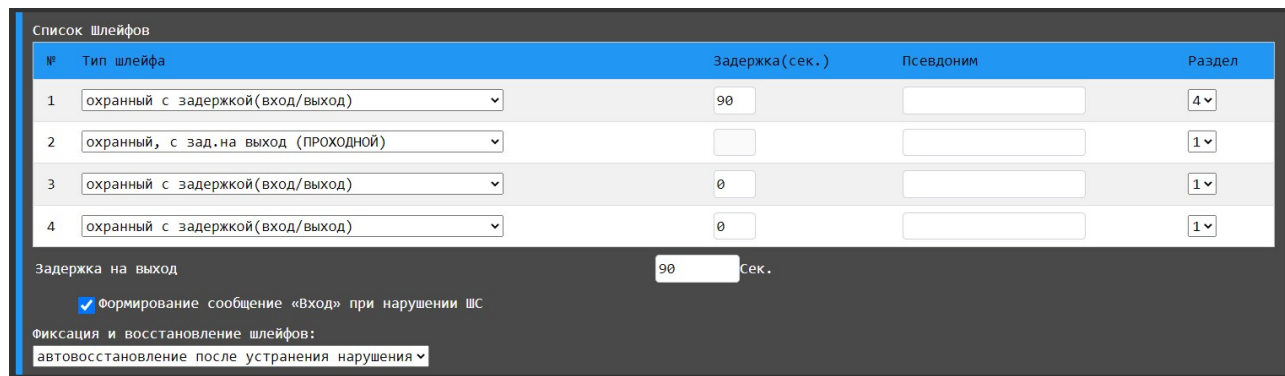 Список Шлейфов
№ Тип шлейфа Задержка(сек.) Псевдоним Раздел
1 охранный с задержкой(вход/выход) 90 4
2 охранный, с зад.на выход (ПРОХОДНОЙ) 1
3 охранный с задержкой(вход/выход) 0 1
4 охранный с задержкой(вход/выход) 0 1
Задержка на выход 90 Сек.
Формирование сообщение «Вход» при нарушении ШС
Фиксация и восстановление шлейфов:
автовосстановление после устранения нарушения